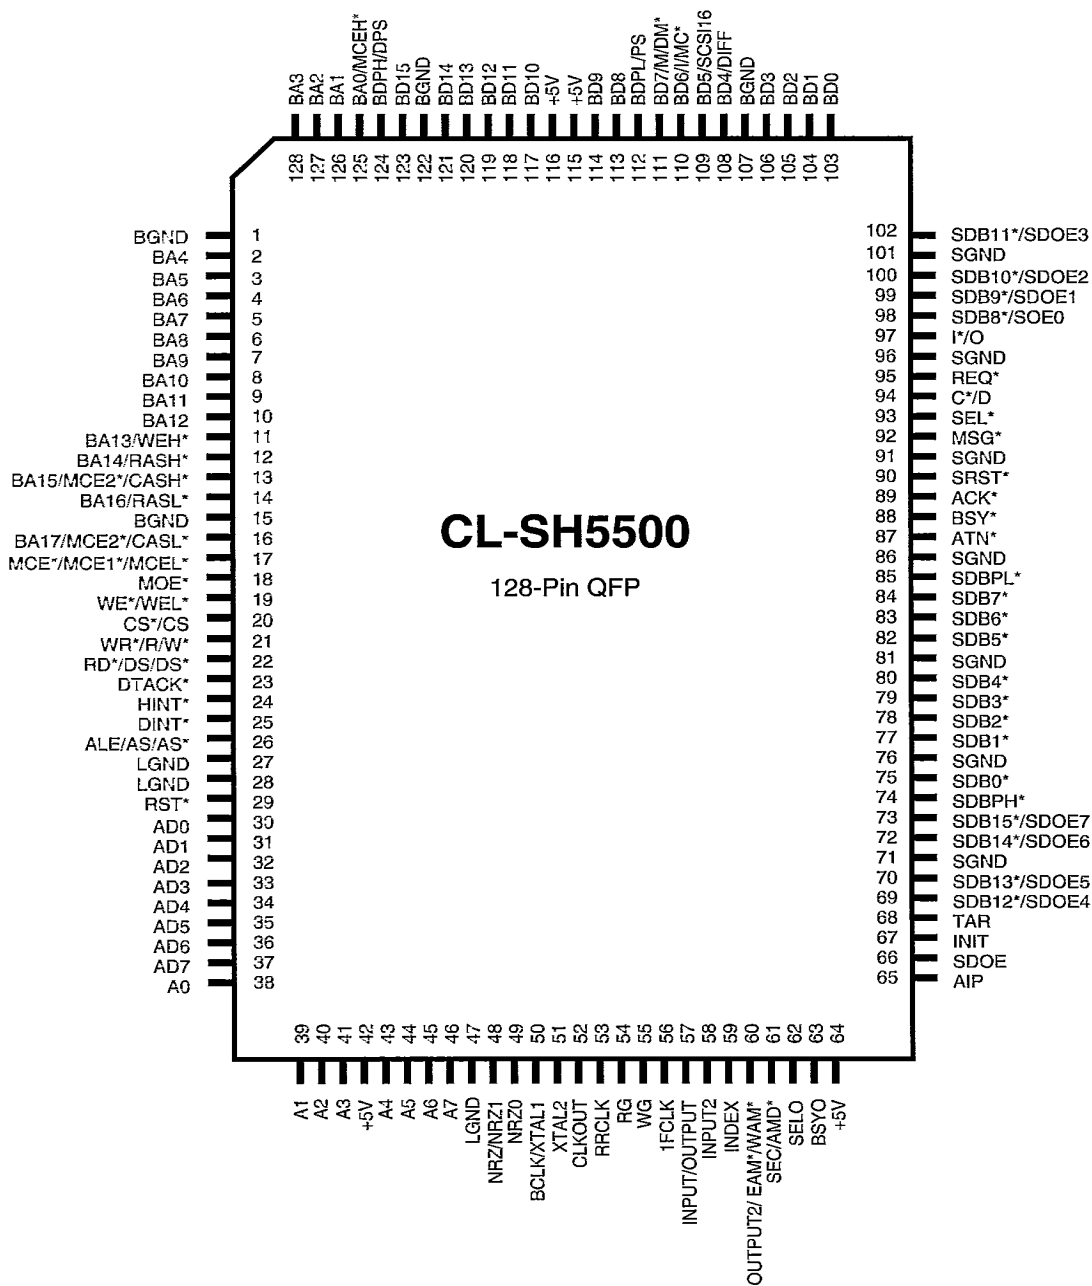 BA3
BA2
BA1
BA0/MCEH*
BDPH/DPS
BD15
BGND
BD14
BD13
BD12
BD11
BD10
+5V
+5V
BD9
BD8
BDPL/PS
BD7/M/DM*
BD6/I/MC*
BD5/SCSI16
BD4/DIFF
BGND
BD3
BD2
BD1
BD0
128
127
126
125
124
123
122
121
120
119
118
117
116
115
114
113
112
111
110
109
108
107
106
105
104
103
BGND 1
BA4 2
BA5 3
BA6 4
BA7 5
BA8 6
BA9 7
BA10 8
BA11 9
BA12 10
BA13/WEH* 11
BA14/RASH* 12
BA15/MCE2*/CASH* 13
BA16/RASL* 14
BGND 15
BA17/MCE2*/CASL* 16
MCE*/MCE1*/MCEL* 17
MOE* 18
WE*/WEL* 19
CS*/CS 20
WR*/R/W* 21
RD*/DS/DS* 22
DTACK* 23
HINT* 24
DINT* 25
ALE/AS/AS* 26
LGND 27
LGND 28
RST* 29
AD0 30
AD1 31
AD2 32
AD3 33
AD4 34
AD5 35
AD6 36
AD7 37
A0 38
CL-SH5500
128-Pin QFP
102 SDB11*/SDOE3
101 SGND
100 SDB10*/SDOE2
99 SDB9*/SDOE1
98 SDB8*/SOE0
97 I*/O
96 SGND
95 REQ*
94 C*/D
93 SEL*
92 MSG*
91 SGND
90 SRST*
89 ACK*
88 BSY*
87 ATN*
86 SGND
85 SDBPL*
84 SDB7*
83 SDB6*
82 SDB5*
81 SGND
80 SDB4*
79 SDB3*
78 SDB2*
77 SDB1*
76 SGND
75 SDB0*
74 SDBPH*
73 SDB15*/SDOE7
72 SDB14*/SDOE6
71 SGND
70 SDB13*/SDOE5
69 SDB12*/SDOE4
68 TAR
67 INIT
66 SDOE
65 AIP
39
40
41
42
43
44
45
46
47
48
49
50
51
52
53
54
55
56
57
58
59
60
61
62
63
64
A1
A2
A3
+5V
A4
A5
A6
A7
LGND
NRZ/NRZ1
NRZ0
BCLK/XTAL1
XTAL2
CLKOUT
RRCLK
RG
WG
1FCLK
INPUT/OUTPUT
INPUT2
INDEX
OUTPUT2/ EAM*/WAM*
SEC/AMD*
SELO
BSYO
+5V